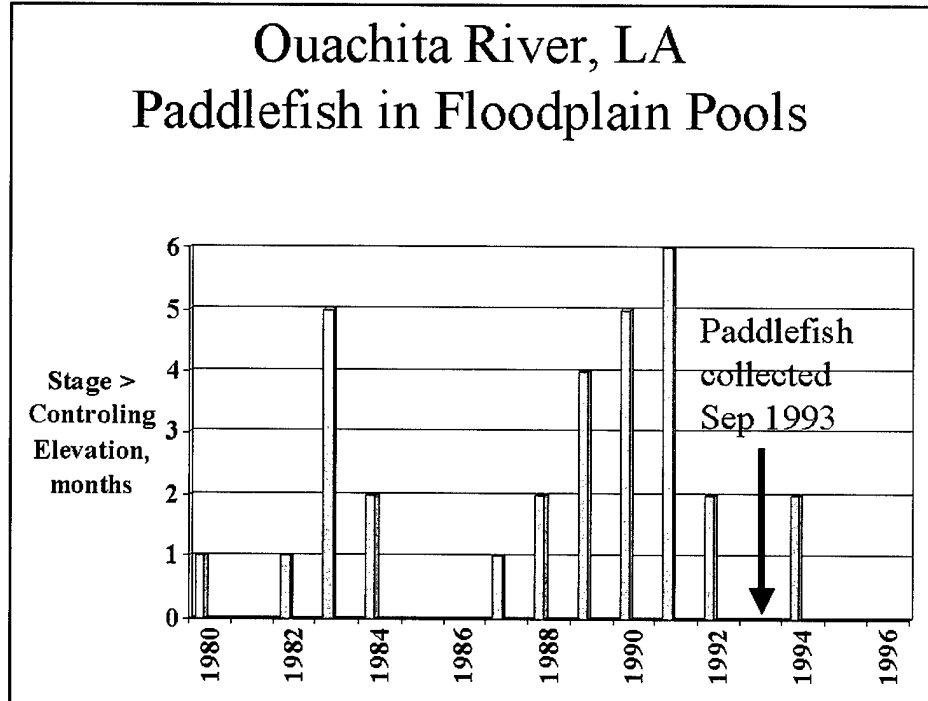 Ouachita River, LA
Paddlefish in Floodplain Pools
6
5
4
3
2
1
0
Stage >
Controling
Elevation,
months
Paddlefish
collected
Sep 1993
1980
1982
1984
1986
1988
1990
1992
1994
1996